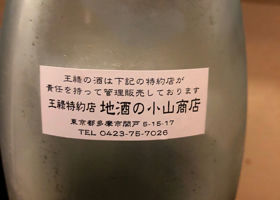 王祿の酒は下記の特約店が
責任を持って管理販売しております
王祿特約店 地酒の小山商店
東京都多摩市関戸 5-15-17
TEL 0423-75-7026